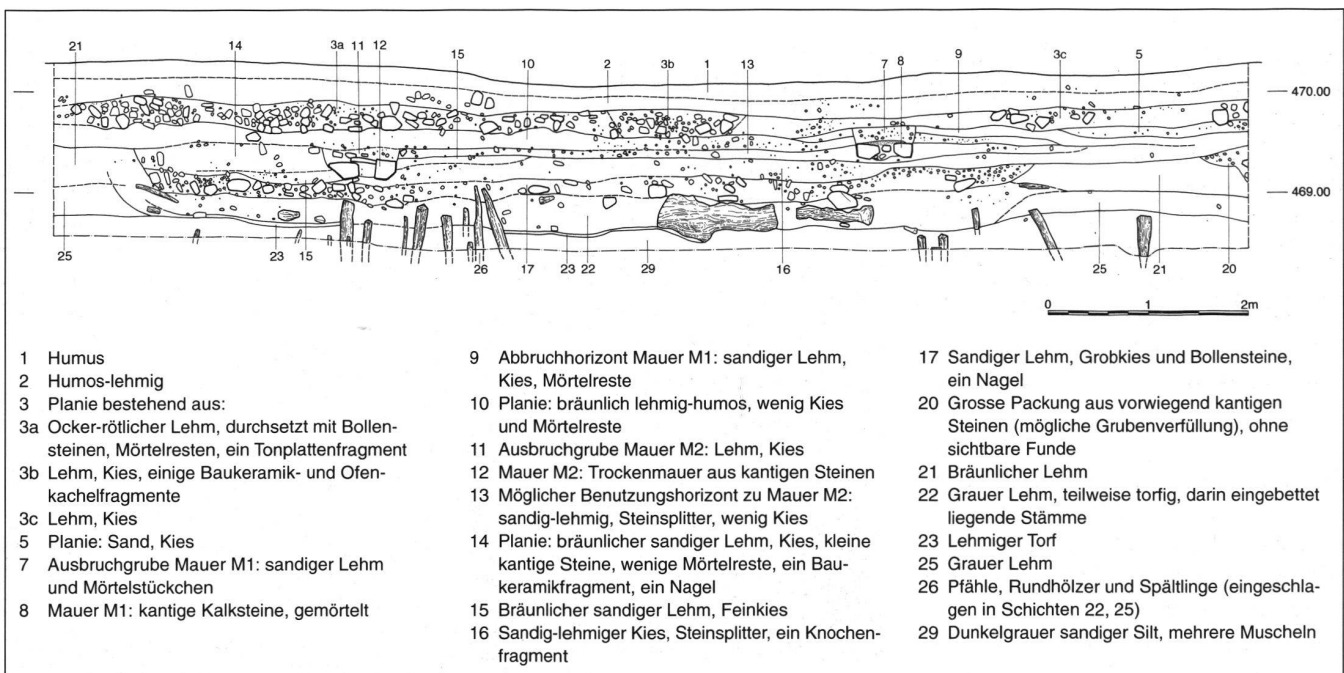 21 14 3a 11 12 15 10 2 3b 1 13 7 8 9 3c 5
470.00
469.00
25 23 15 26 17 23 22 29 16 25 21 20
0 1 2m
1 Humus
2 Humos-lehmig
3 Planie bestehend aus:
3a Ocker-rötlicher Lehm, durchsetzt mit Bollen-
steinen, Mörtelresten, ein Tonplattenfragment
3b Lehm, Kies, einige Baukeramik- und Ofen-
kachelfragmente
3c Lehm, Kies
5 Planie: Sand, Kies
7 Ausbruchgrube Mauer M1: sandiger Lehm
und Mörtelstückchen
8 Mauer M1: kantige Kalksteine, gemörtelt
9 Abbruchhorizont Mauer M1: sandiger Lehm,
Kies, Mörtelreste
10 Planie: bräunlich lehmig-humos, wenig Kies
und Mörtelreste
11 Ausbruchgrube Mauer M2: Lehm, Kies
12 Mauer M2: Trockenmauer aus kantigen Steinen
13 Möglicher Benutzungshorizont zu Mauer M2:
sandig-lehmig, Steinsplitter, wenig Kies
14 Planie: bräunlicher sandiger Lehm, Kies, kleine
kantige Steine, wenige Mörtelreste, ein Bau-
keramikfragment, ein Nagel
15 Bräunlicher sandiger Lehm, Feinkies
16 Sandig-lehmiger Kies, Steinsplitter, ein Knochen-
fragment
17 Sandiger Lehm, Grobkies und Bollensteine,
ein Nagel
20 Grosse Packung aus vorwiegend kantigen
Steinen (mögliche Grubenverfüllung), ohne
sichtbare Funde
21 Bräunlicher Lehm
22 Grauer Lehm, teilweise torfig, darin eingebettet
liegende Stämme
23 Lehmiger Torf
25 Grauer Lehm
26 Pfähle, Rundhölzer und Spältlinge (eingeschla-
gen in Schichten 22, 25)
29 Dunkelgrauer sandiger Silt, mehrere Muscheln